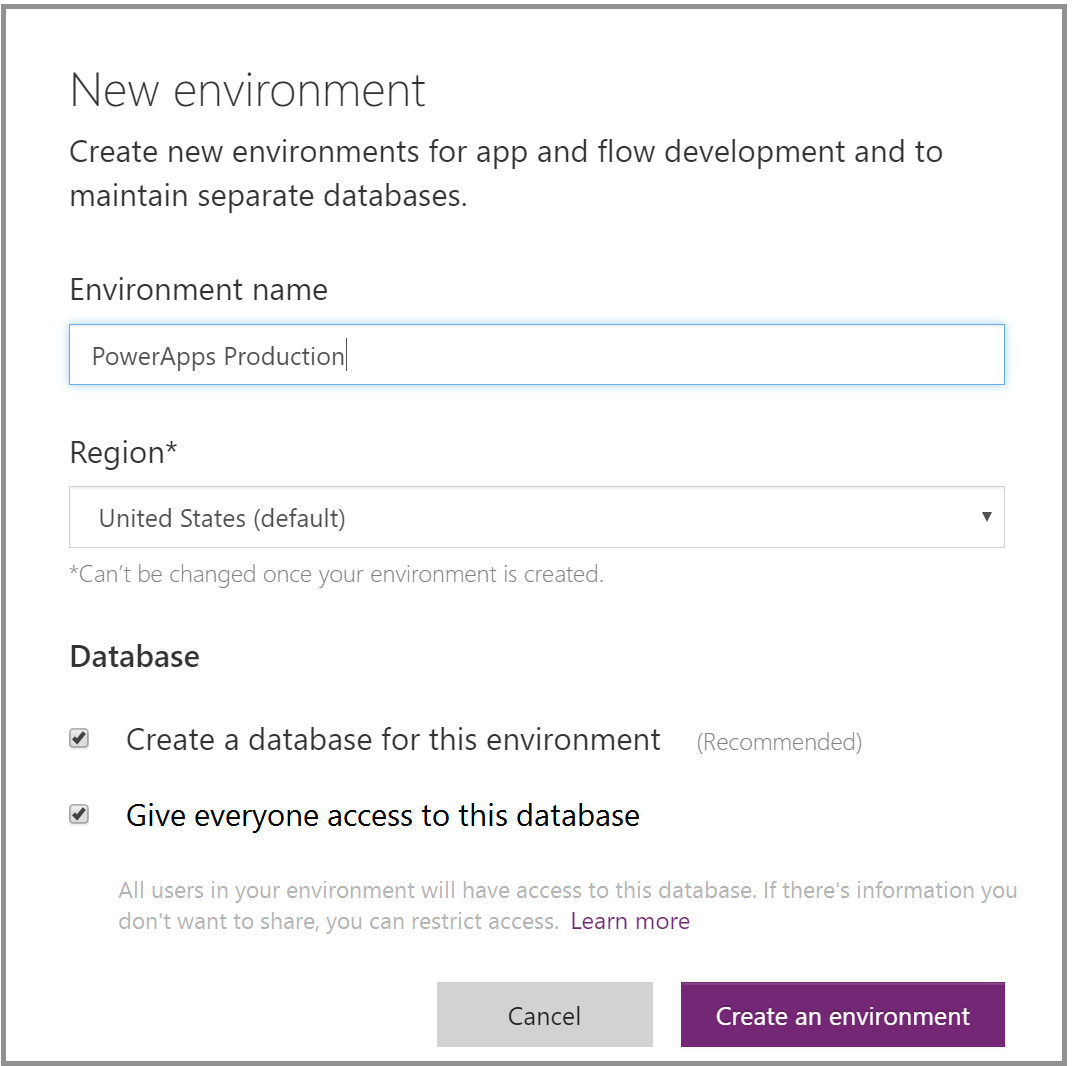 New environment
Create new environments for app and flow development and to
maintain separate databases.
Environment name
PowerApps Production
Region*
United States (default)
*Can't be changed once your environment is created.
Database
Create a database for this environment (Recommended)
Give everyone access to this database
All users in your environment will have access to this database. If there's information you
don't want to share, you can restrict access. Learn more
Cancel Create an environment